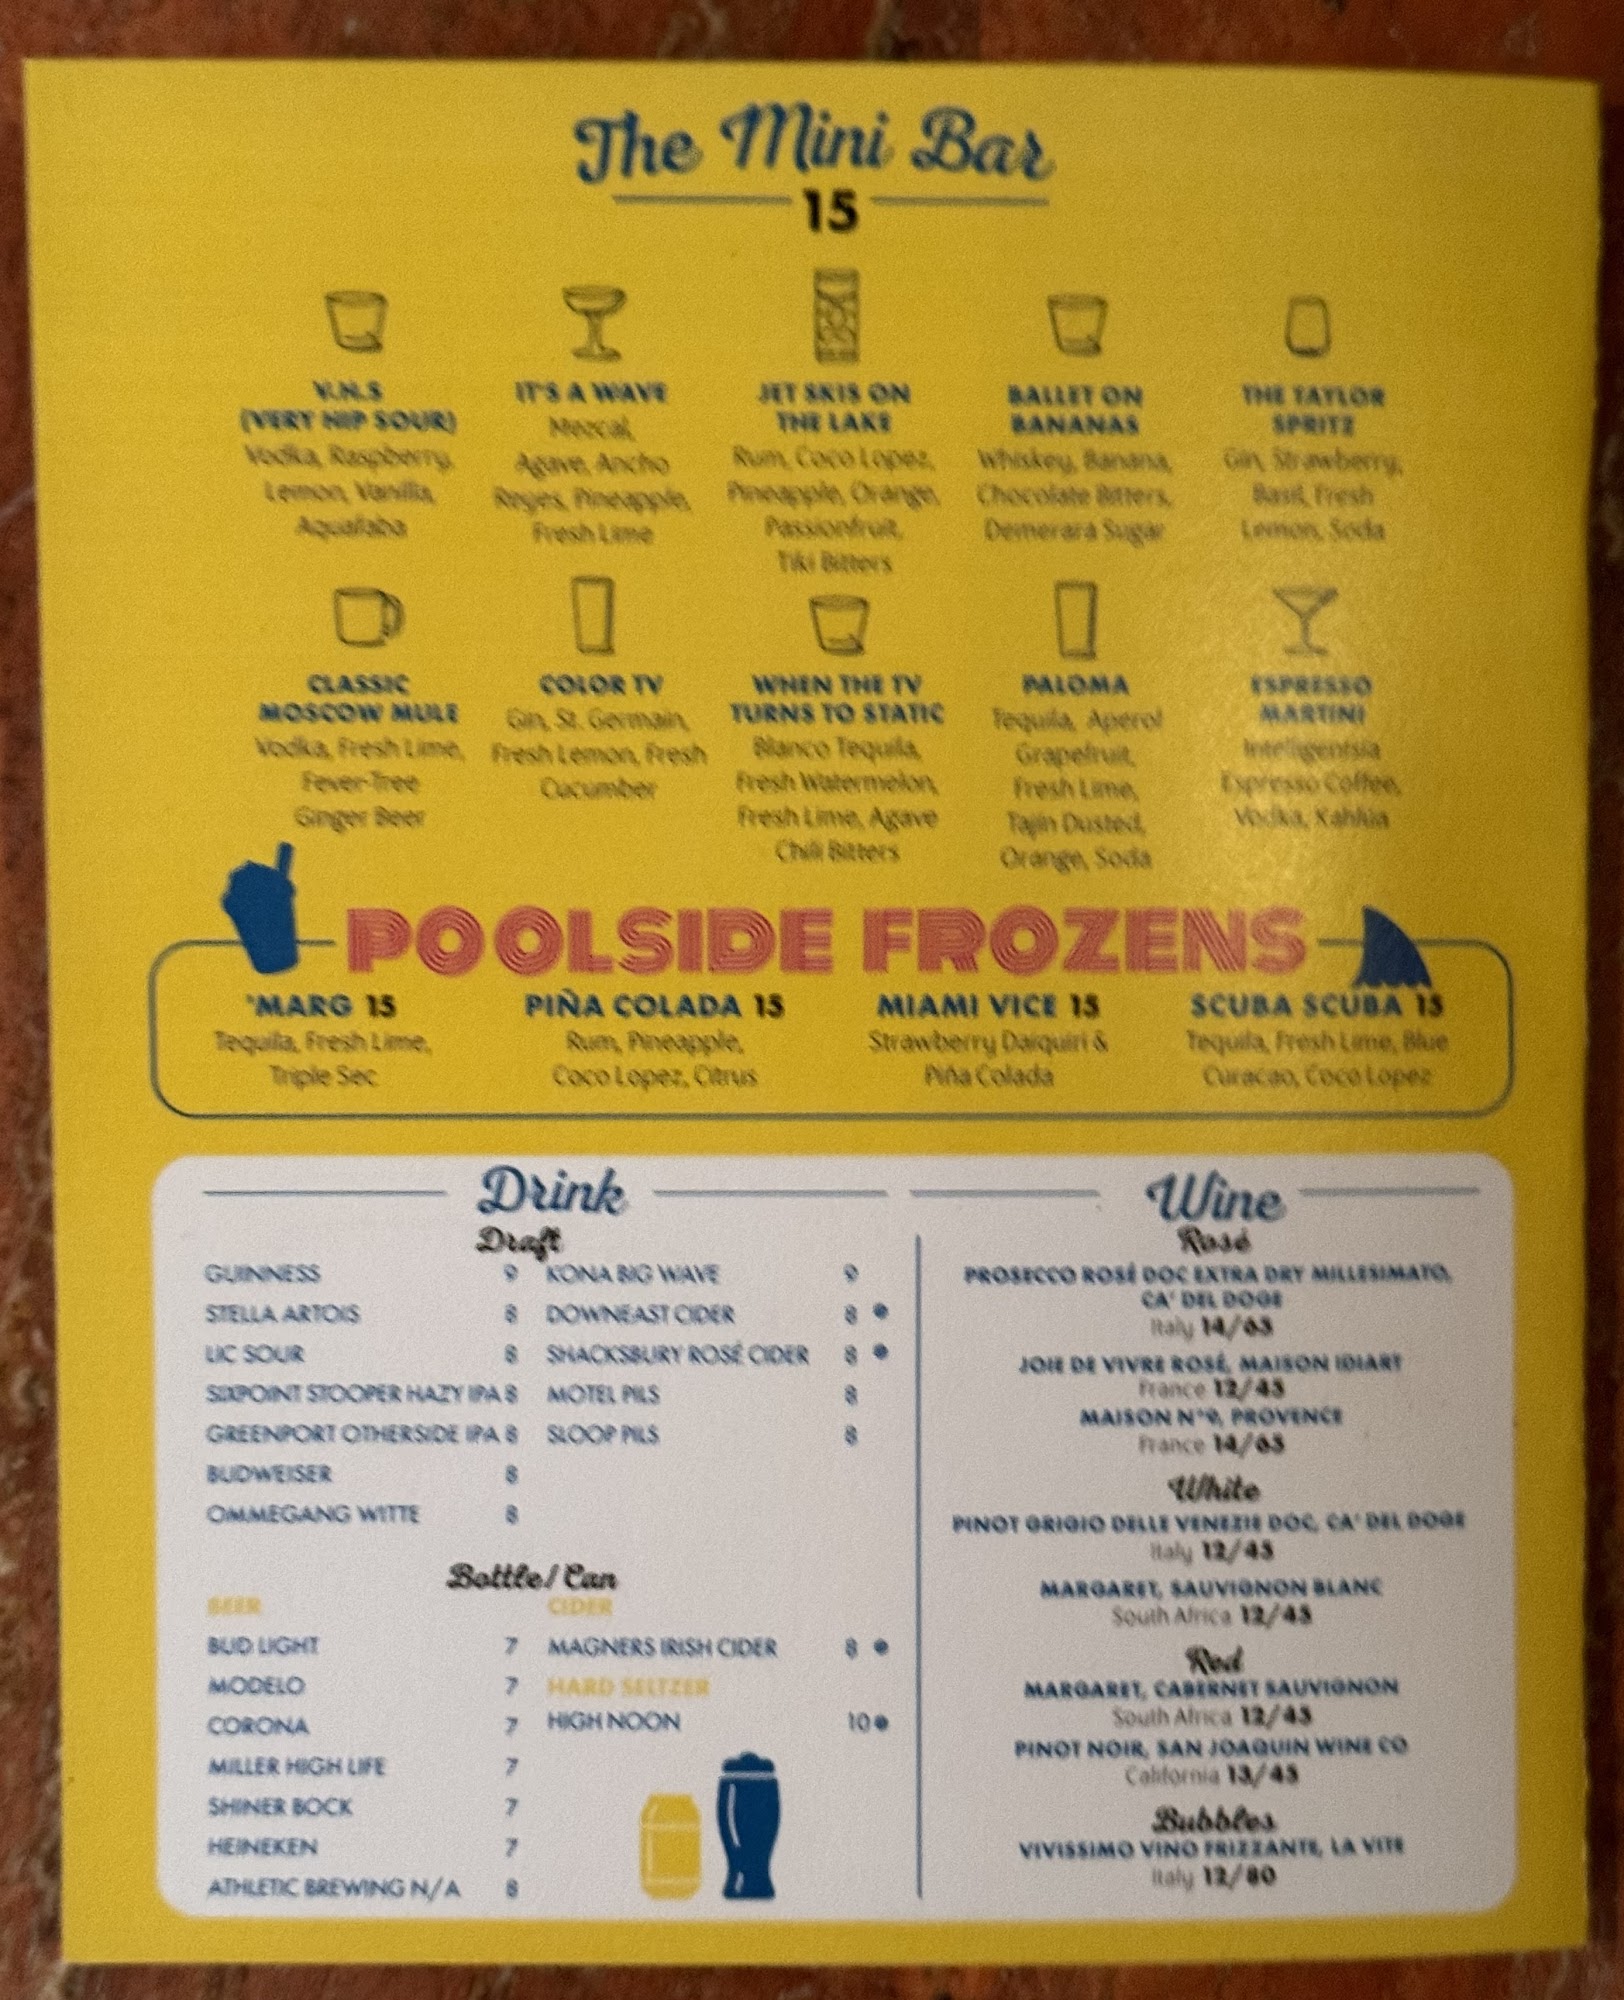 The Mini Bar
15
V.H.S
(VERY HIP SOUR)
Vodka, Raspberry,
Lemon, Vanilla,
Aquafaba
IT'S A WAVE
Mezcal,
Agave, Ancho
Reyes, Pineapple,
Fresh Lime
JET SKIS ON
THE LAKE
Rum, Coco Lopez,
Pineapple, Orange,
Passionfruit,
Tiki Bitters
BALLET ON
BANANAS
Whiskey, Banana,
Chocolate Bitters,
Demerara Sugar
THE TAYLOR
SPRITZ
Gin, Strawberry,
Basil, Fresh
Lemon, Soda
CLASSIC
MOSCOW MULE
Vodka, Fresh Lime,
Fever-Tree
Ginger Beer
COLOR TV
Gin, St. Germain,
Fresh Lemon, Fresh
Cucumber
WHEN THE TV
TURNS TO STATIC
Blanco Tequila,
Fresh Watermelon,
Fresh Lime, Agave
Chili Bitters
PALOMA
Tequila, Aperol
Grapefruit,
Fresh Lime,
Tajin Dusted,
Orange, Soda
ESPRESSO
MARTINI
Intelligentsia
Espresso Coffee,
Vodka, Kahlúa
POOLSIDE FROZENS
'MARG 15
Tequila, Fresh Lime,
Triple Sec
PIÑA COLADA 15
Rum, Pineapple,
Coco Lopez, Citrus
MIAMI VICE 15
Strawberry Daiquiri &
Piña Colada
SCUBA SCUBA 15
Tequila, Fresh Lime, Blue
Curacao, Coco Lopez
Drink
Draft
GUINNESS 9
STELLA ARTOIS 8
LIC SOUR 8
SIXPOINT STOOPER HAZY IPA 8
GREENPORT OTHERSIDE IPA 8
BUDWEISER 8
OMMEGANG WITTE 8
KONA BIG WAVE 9
DOWNEAST CIDER 8
SHACKSBURY ROSÉ CIDER 8
MOTEL PILS 8
SLOOP PILS 8
Bottle/Can
BEER
BUD LIGHT 7
MODELO 7
CORONA 7
MILLER HIGH LIFE 7
SHINER BOCK 7
HEINEKEN 7
ATHLETIC BREWING N/A 8
CIDER
MAGNERS IRISH CIDER 8
HARD SELTZER
HIGH NOON 10
Wine
Rosé
PROSECCO ROSÉ DOC EXTRA DRY MILLESIMATO,
CA' DEL DOGE
Italy 14/65
JOIE DE VIVRE ROSÉ, MAISON IDIART
France 12/45
MAISON N°9, PROVENCE
France 14/65
White
PINOT GRIGIO DELLE VENEZIE DOC, CA' DEL DOGE
Italy 12/45
MARGARET, SAUVIGNON BLANC
South Africa 12/45
Red
MARGARET, CABERNET SAUVIGNON
South Africa 12/45
PINOT NOIR, SAN JOAQUIN WINE CO
California 13/45
Bubbles
VIVISSIMO VINO FRIZZANTE, LA VITE
Italy 12/80